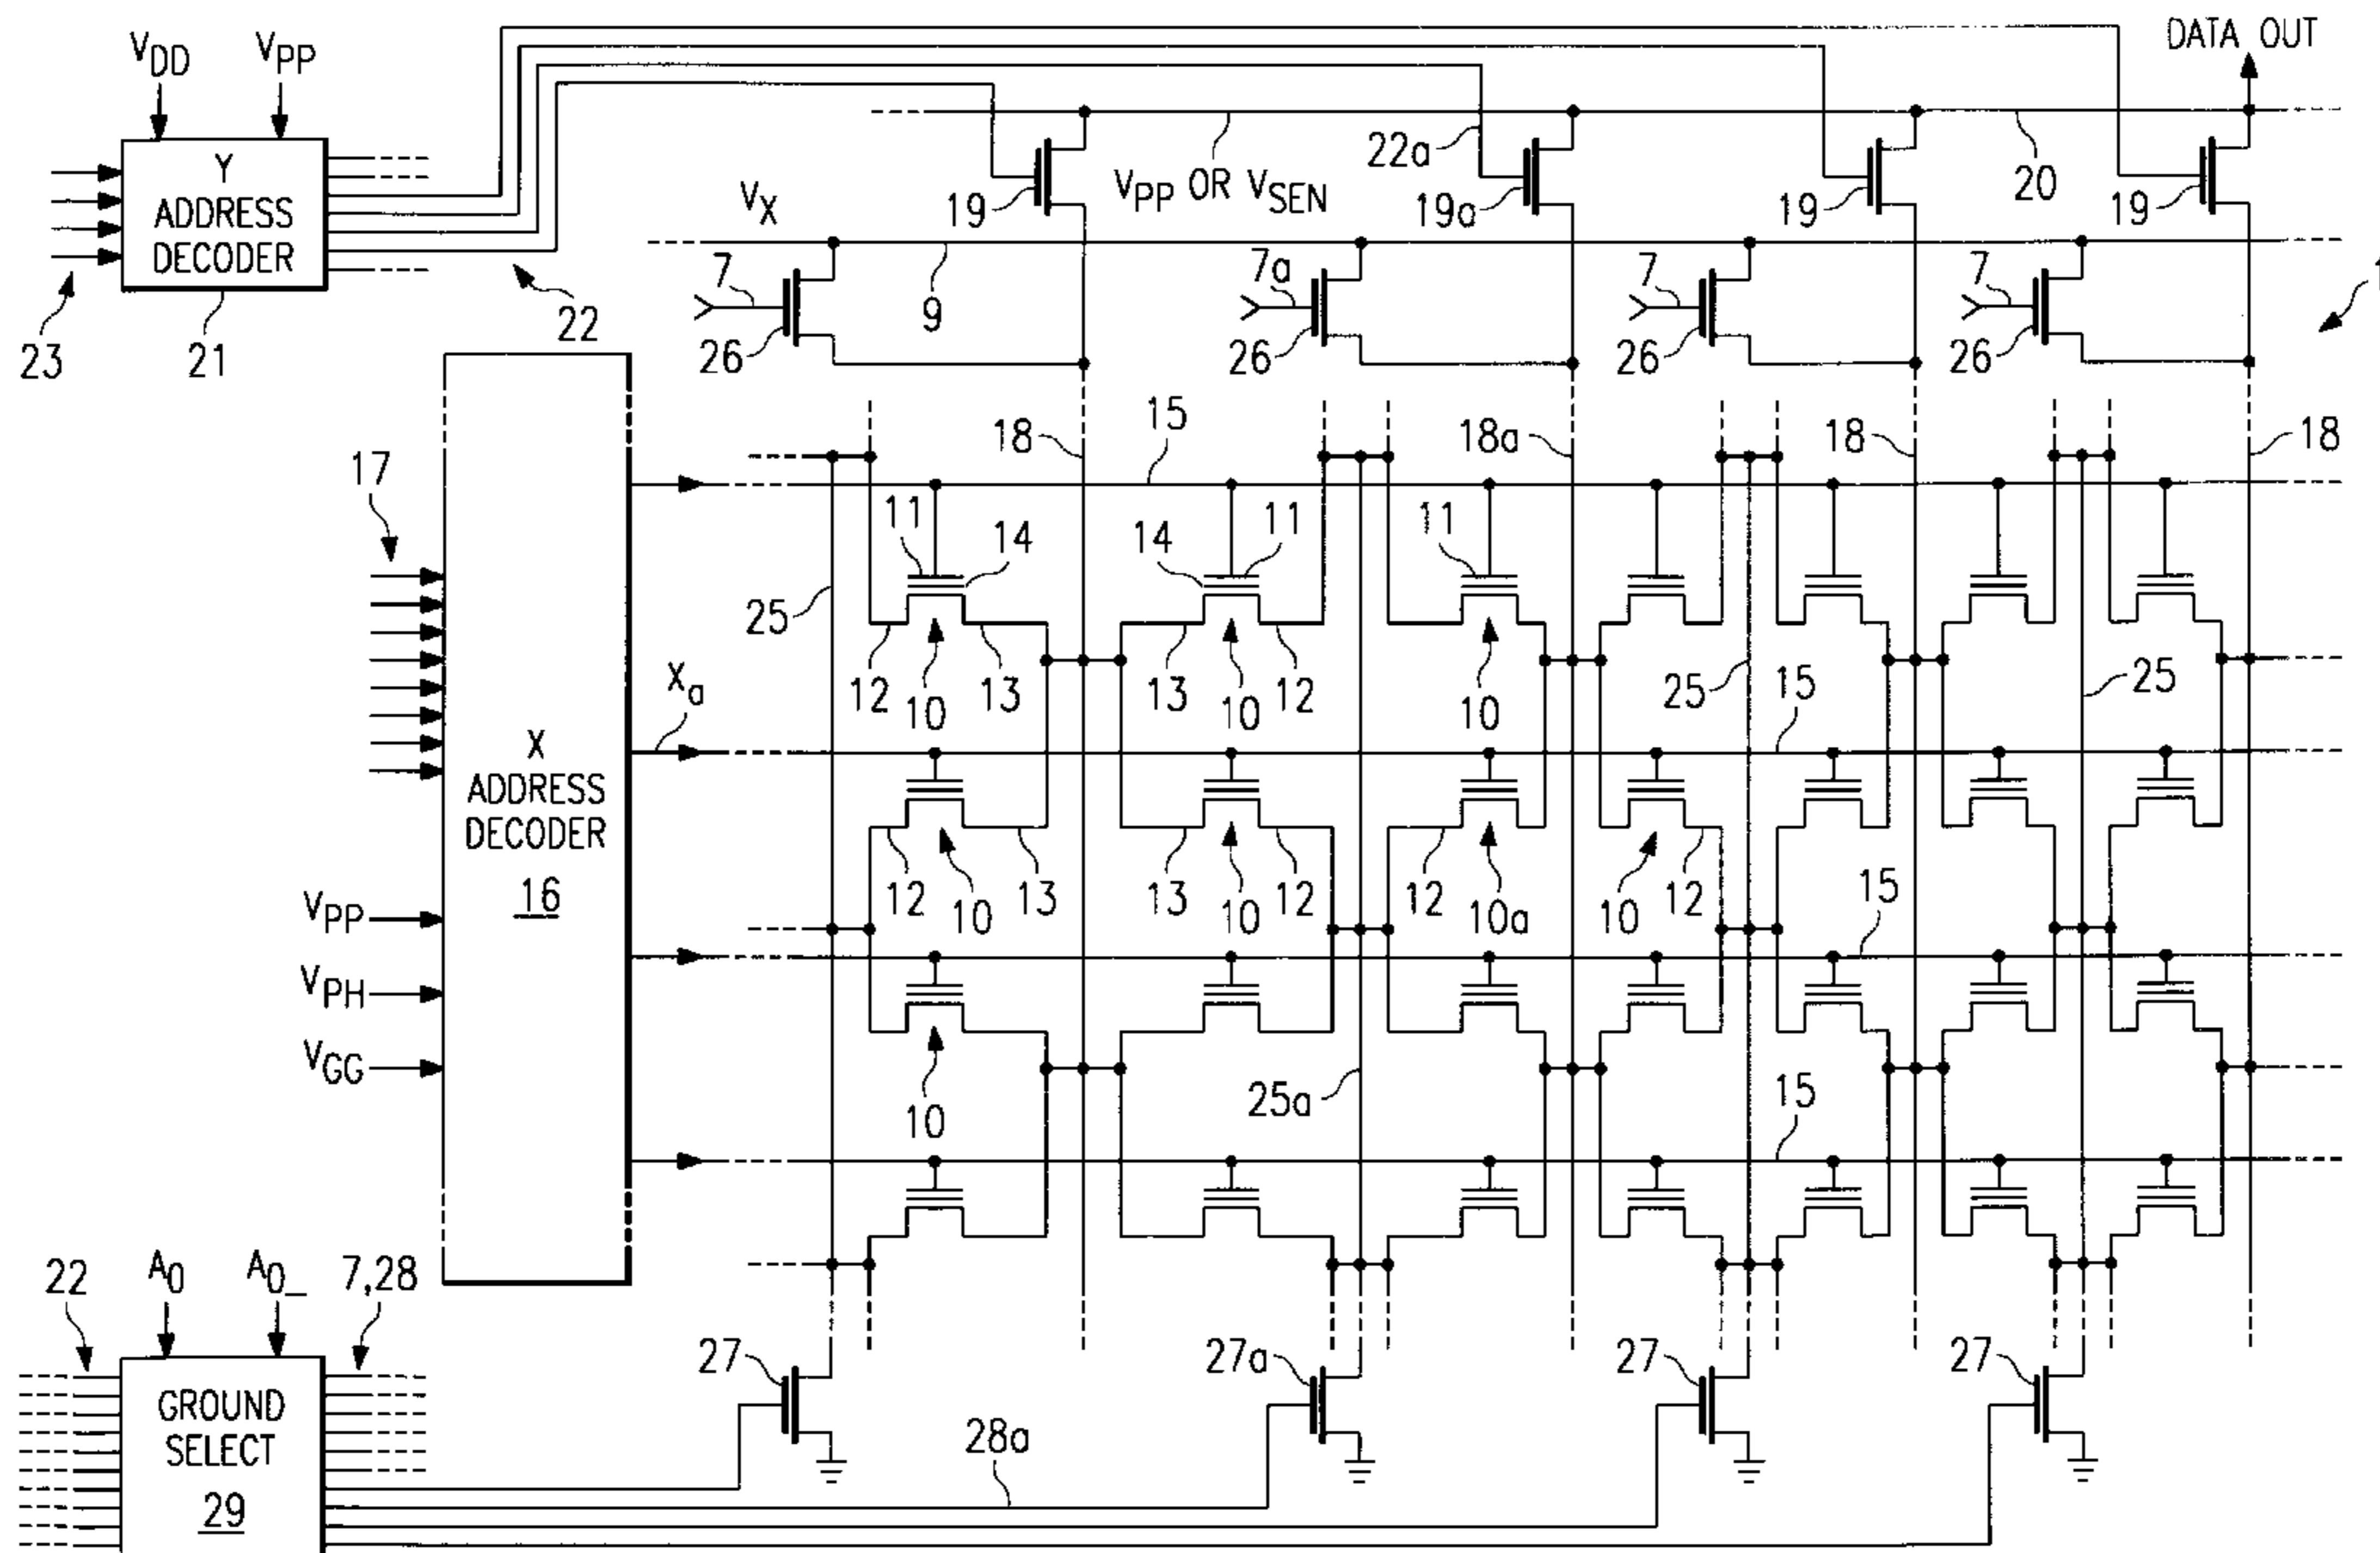 DATA OUT
VDD VPP
Y
ADDRESS
DECODER
23 21 22
22a 20
VPP OR VSEN
19 19a 19 19
VX
7 7a 7 7
9
26 26 26 26
18 15 18a 18 18
17
11 14 14 11 11
25
12 10 13 13 10 12 10 25 15 25
Xa
X
ADDRESS
DECODER
16
12 10 13 13 10 12 12 10a 10 12 15
VPP
VPH
VGG
10 25a 15
22 A0 A0_ 7,28
27 27a 27 27
GROUND
SELECT
29
28a